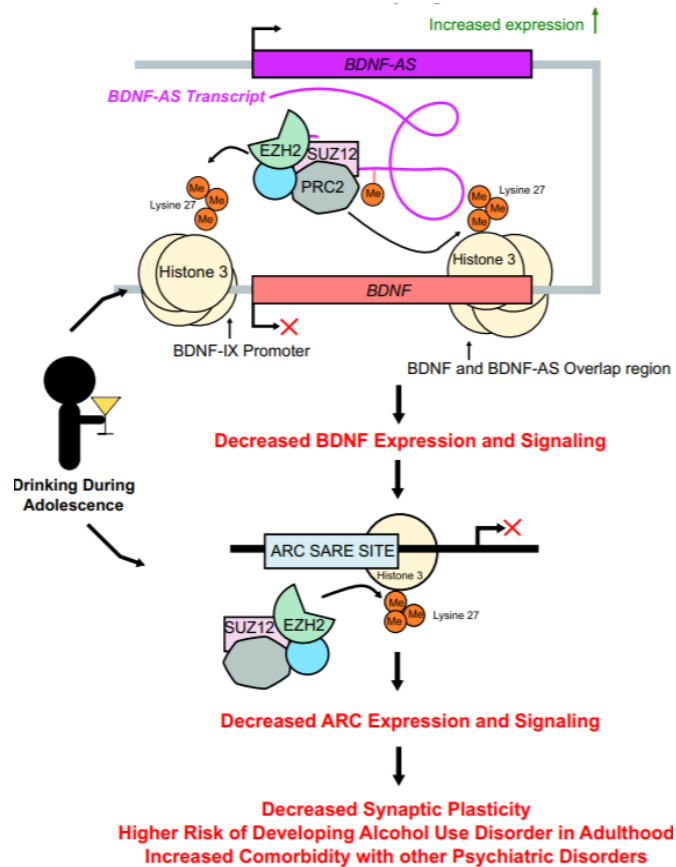 Increased expression
BDNF-AS
BDNF-AS Transcript
EZH2
SUZ12
PRC2
Me
Me
Me
Lysine 27
Me
Me
Me
Me
Lysine 27
Histone 3
Histone 3
BDNF
BDNF-IX Promoter
BDNF and BDNF-AS Overlap region
Decreased BDNF Expression and Signaling
Drinking During
Adolescence
ARC SARE SITE
Histone 3
SUZ12
EZH2
Me
Me
Me
Lysine 27
Decreased ARC Expression and Signaling
Decreased Synaptic Plasticity
Higher Risk of Developing Alcohol Use Disorder in Adulthood
Increased Comorbidity with other Psychiatric Disorders